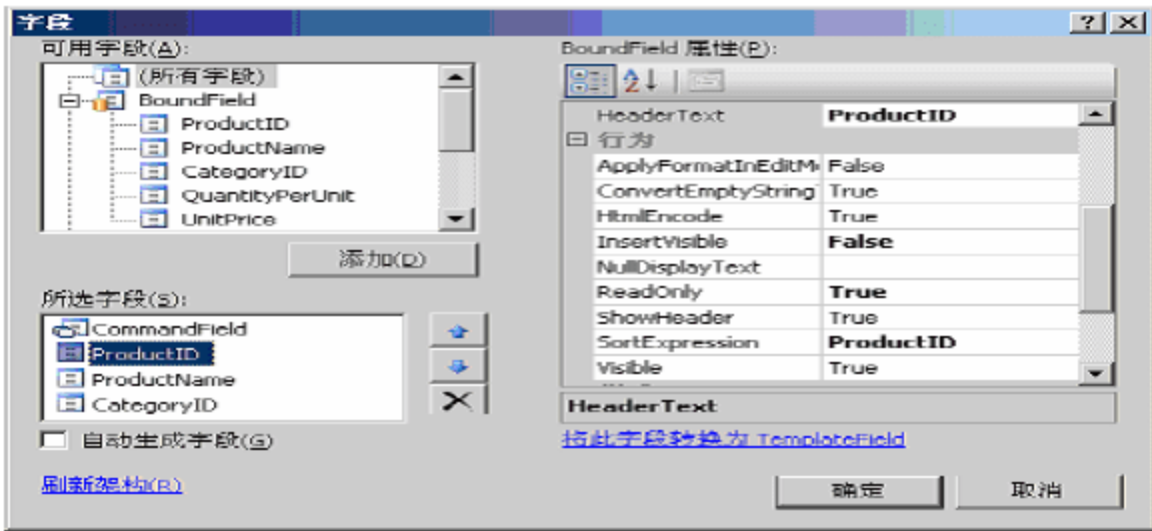 字段
可用字段(A):
(所有字段)
BoundField
ProductID
ProductName
CategoryID
QuantityPerUnit
UnitPrice
添加(D)
所选字段(S):
CommandField
ProductID
ProductName
CategoryID
自动生成字段(G)
刷新架构(R)
BoundField 属性(P):
HeaderText ProductID
行为
ApplyFormatInEditM False
ConvertEmptyString True
HtmlEncode True
InsertVisible False
NullDisplayText
ReadOnly True
ShowHeader True
SortExpression ProductID
Visible True
HeaderText
将此字段转换为 TemplateField
确定 取消